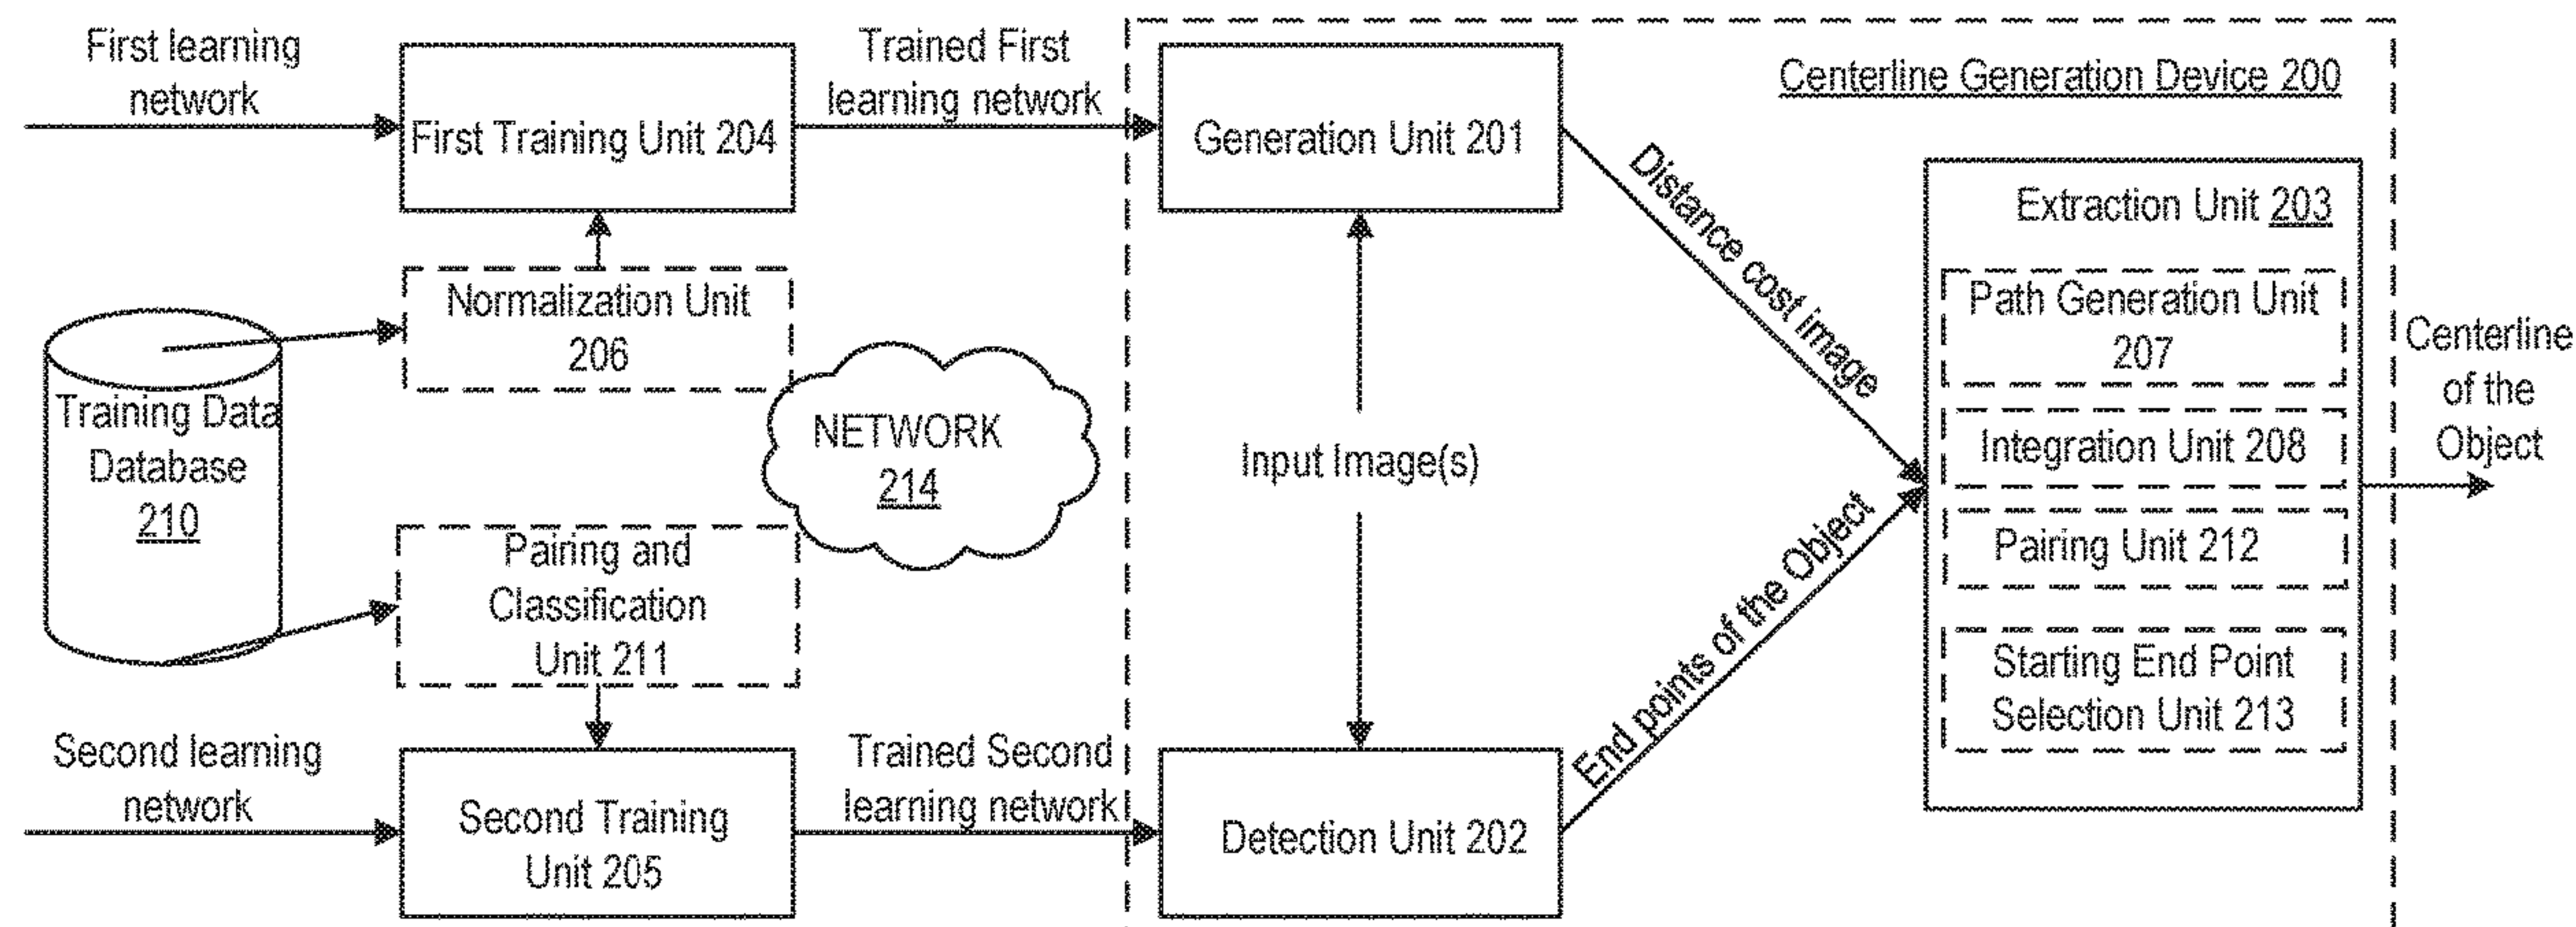 First learning
network
First Training Unit 204
Trained First
learning network
Generation Unit 201
Centerline Generation Device 200
Distance cost image
Extraction Unit 203
Path Generation Unit
207
Integration Unit 208
Pairing Unit 212
Starting End Point
Selection Unit 213
Centerline
of the
Object
Normalization Unit
206
Training Data
Database
210
NETWORK
214
Input Image(s)
Pairing and
Classification
Unit 211
End points of the Object
Second learning
network
Second Training
Unit 205
Trained Second
learning network
Detection Unit 202